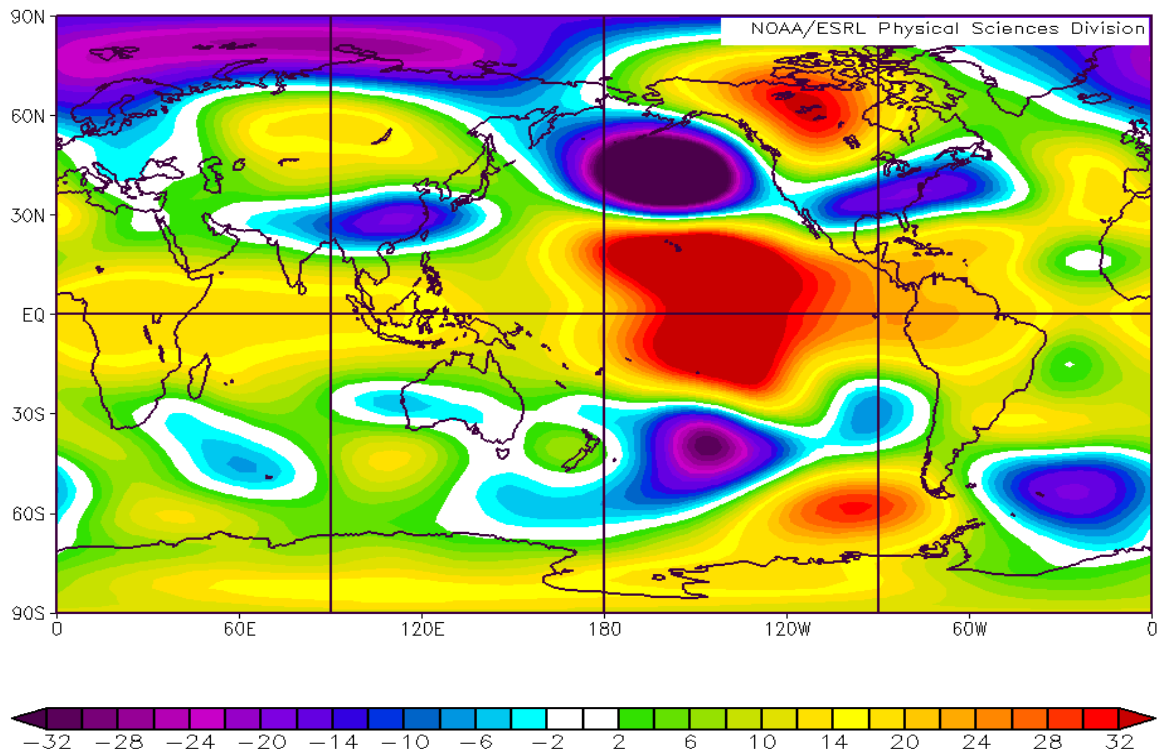 90N
NOAA/ESRL Physical Sciences Division
60N
30N
EQ
30S
60S
90S
0 60E 120E 180 120W 60W 0
−32 −28 −24 −20 −14 −10 −6 −2 2 6 10 14 20 24 28 32